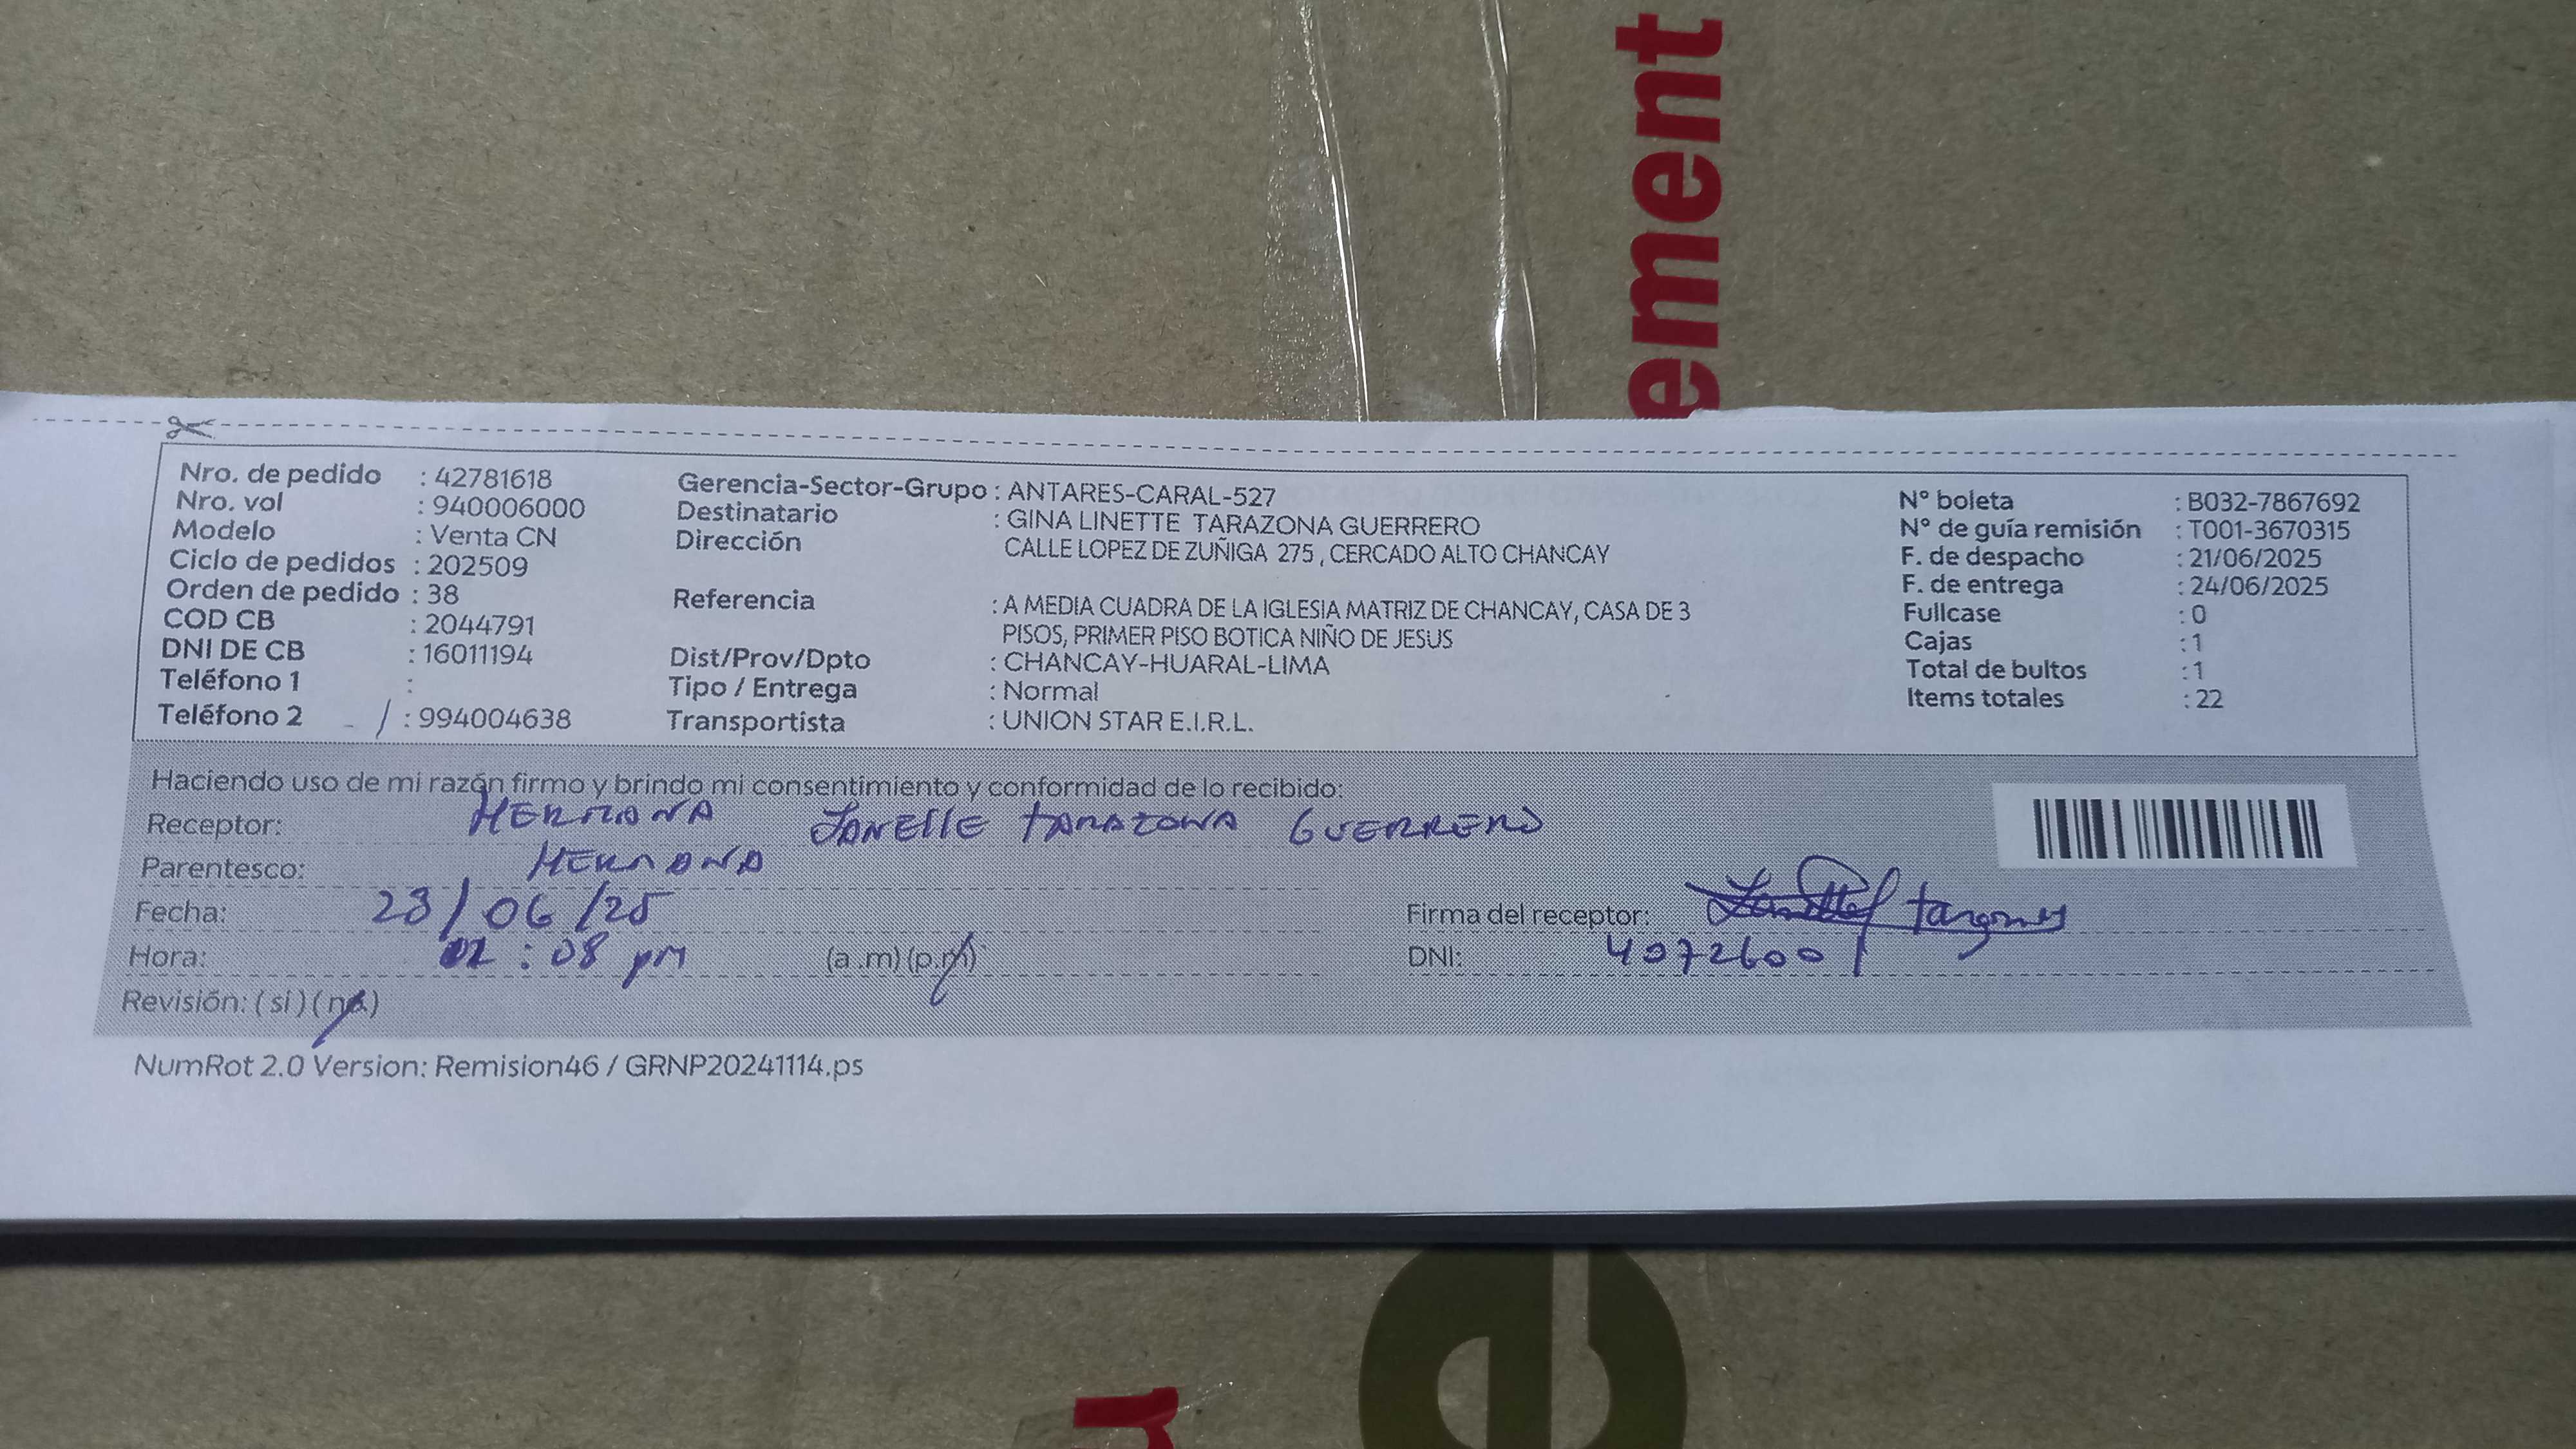 ement
Nro. de pedido : 42781618
Nro. vol : 940006000
Modelo : Venta CN
Ciclo de pedidos : 202509
Orden de pedido : 38
COD CB : 2044791
DNI DE CB : 16011194
Teléfono 1 :
Teléfono 2 : 994004638
Gerencia-Sector-Grupo : ANTARES-CARAL-527
Destinatario : GINA LINETTE TARAZONA GUERRERO
Dirección CALLE LOPEZ DE ZUÑIGA 275 , CERCADO ALTO CHANCAY
Referencia : A MEDIA CUADRA DE LA IGLESIA MATRIZ DE CHANCAY, CASA DE 3
PISOS, PRIMER PISO BOTICA NIÑO DE JESUS
Dist/Prov/Dpto : CHANCAY-HUARAL-LIMA
Tipo / Entrega : Normal
Transportista : UNION STAR E.I.R.L.
N° boleta : B032-7867692
N° de guía remisión : T001-3670315
F. de despacho : 21/06/2025
F. de entrega : 24/06/2025
Fullcase : 0
Cajas : 1
Total de bultos : 1
Items totales : 22
Haciendo uso de mi razón firmo y brindo mi consentimiento y conformidad de lo recibido:
Receptor: HERMANA TARAZONA GUERRERO
Parentesco: HERMANA
Fecha: 23/06/25
Hora: 02:08 pm (a.m) (p.m)
Revisión: ( si ) ( no )
Firma del receptor:
DNI: 40726001
NumRot 2.0 Version: Remision46 / GRNP20241114.ps
e
r